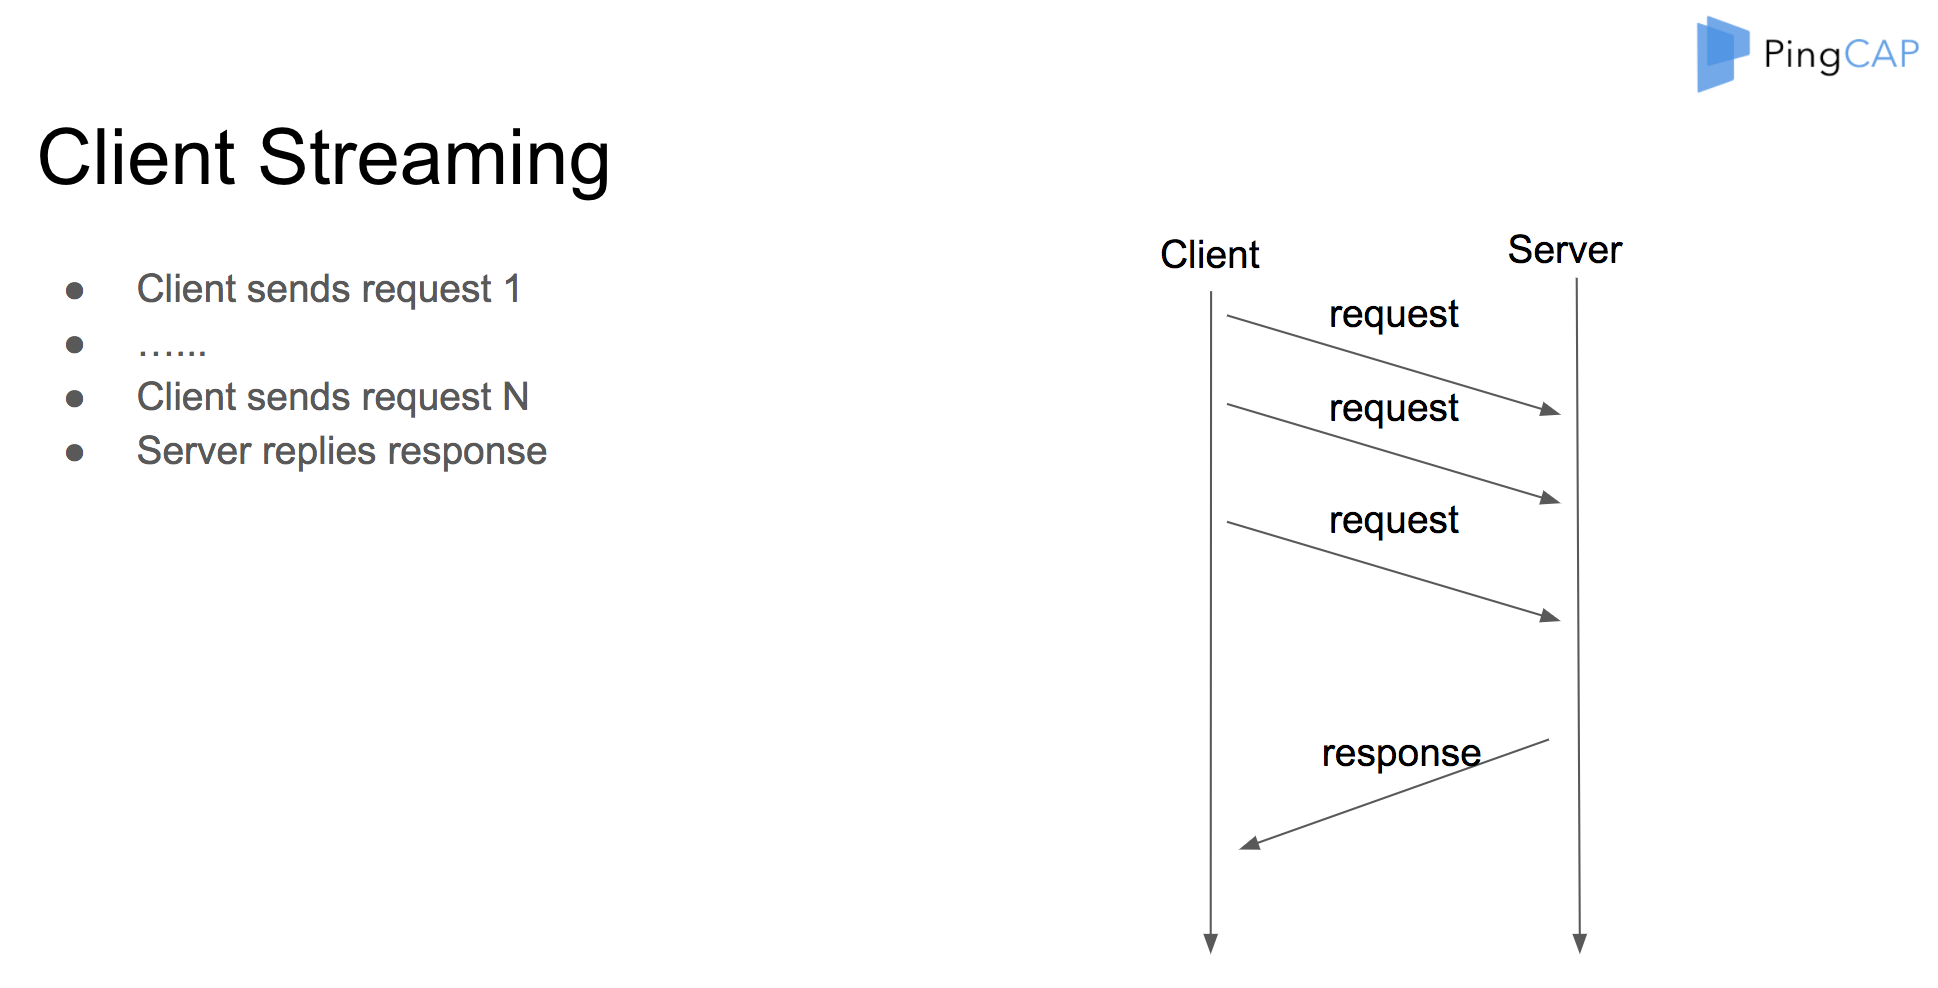 PingCAP
Client Streaming
● Client sends request 1
● …...
● Client sends request N
● Server replies response
Client
Server
request
request
request
response